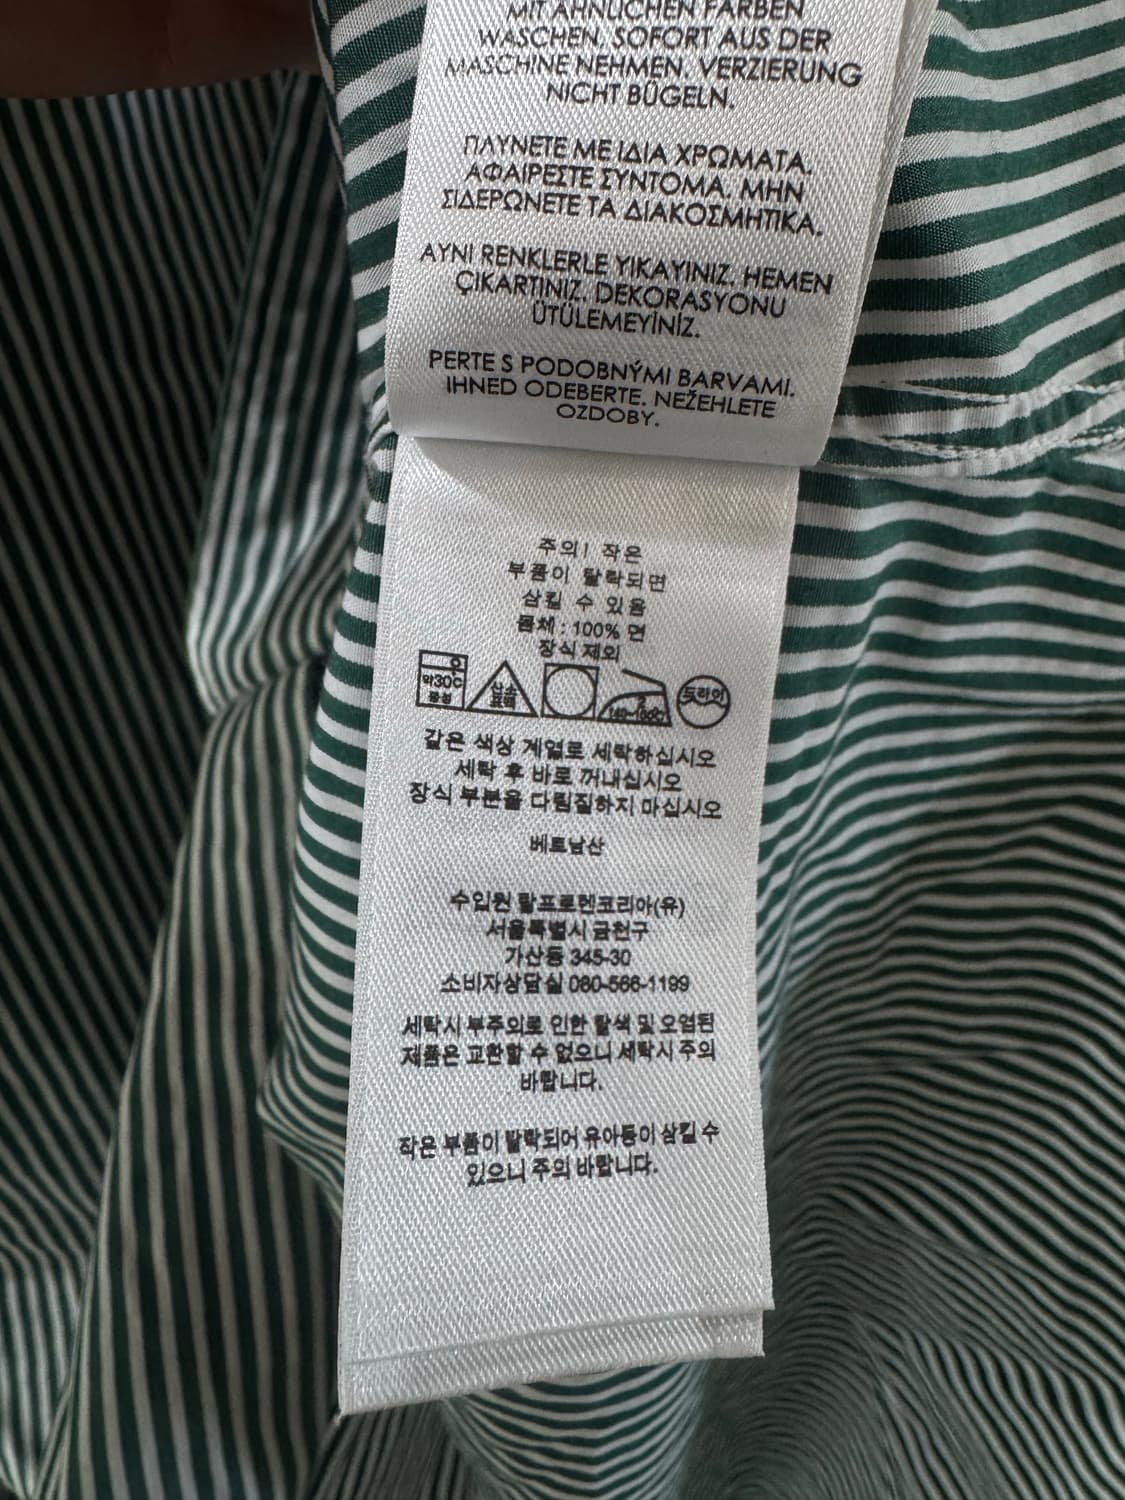 MIT ÄHNLICHEN FARBEN
WASCHEN. SOFORT AUS DER
MASCHINE NEHMEN. VERZIERUNG
NICHT BÜGELN.
ΠΛΥΝΕΤΕ ΜΕ ΙΔΙΑ ΧΡΩΜΑΤΑ.
ΑΦΑΙΡΕΣΤΕ ΣΥΝΤΟΜΑ. ΜΗΝ
ΣΙΔΕΡΩΝΕΤΕ ΤΑ ΔΙΑΚΟΣΜΗΤΙΚΑ.
AYNI RENKLERLE YIKAYINIZ. HEMEN
ÇIKARTINIZ. DEKORASYONU
ÜTÜLEMEYİNİZ.
PERTE S PODOBNÝMI BARVAMI.
IHNED ODEBERTE. NEŽEHLETE
OZDOBY.
주의! 작은
부품이 탈락되면
삼킬 수 있음
몸체 : 100% 면
장식 제외
약30℃
중성
산소
표백
드라이
같은 색상 계열로 세탁하십시오
세탁 후 바로 꺼내십시오
장식 부분을 다림질하지 마십시오
베트남산
수입원 랄프로렌코리아(유)
서울특별시 금천구
가산동 345-30
소비자상담실 080-566-1199
세탁시 부주의로 인한 탈색 및 오염된
제품은 교환할 수 없으니 세탁시 주의
바랍니다.
작은 부품이 탈락되어 유아등이 삼킬 수
있으니 주의 바랍니다.